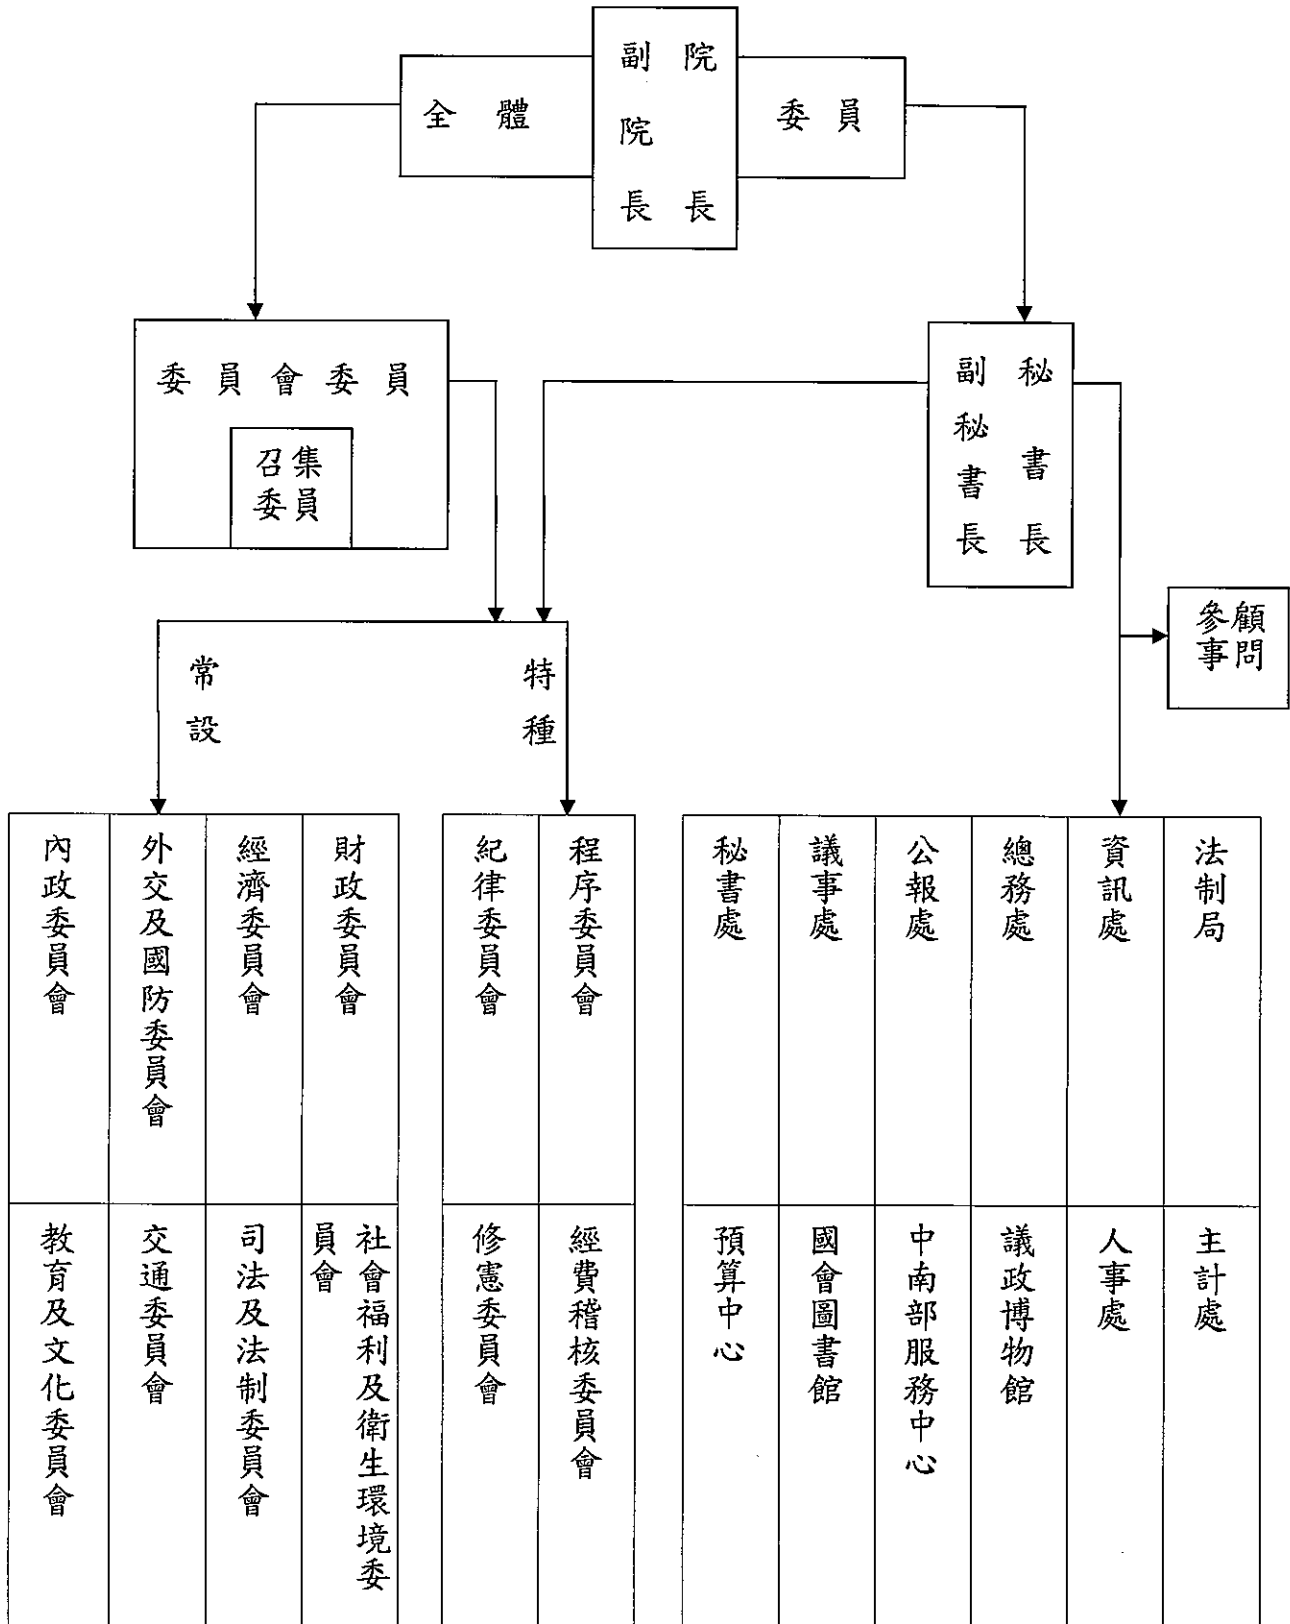 院長
副院長
全體
委員
委員會委員
召集
委員
秘書長
副秘書長
顧問
參事
常設
特種
內政委員會
外交及國防委員會
經濟委員會
財政委員會
紀律委員會
程序委員會
秘書處
議事處
公報處
總務處
資訊處
法制局
教育及文化委員會
交通委員會
司法及法制委員會
社會福利及衛生環境委
員會
修憲委員會
經費稽核委員會
預算中心
國會圖書館
中南部服務中心
議政博物館
人事處
主計處